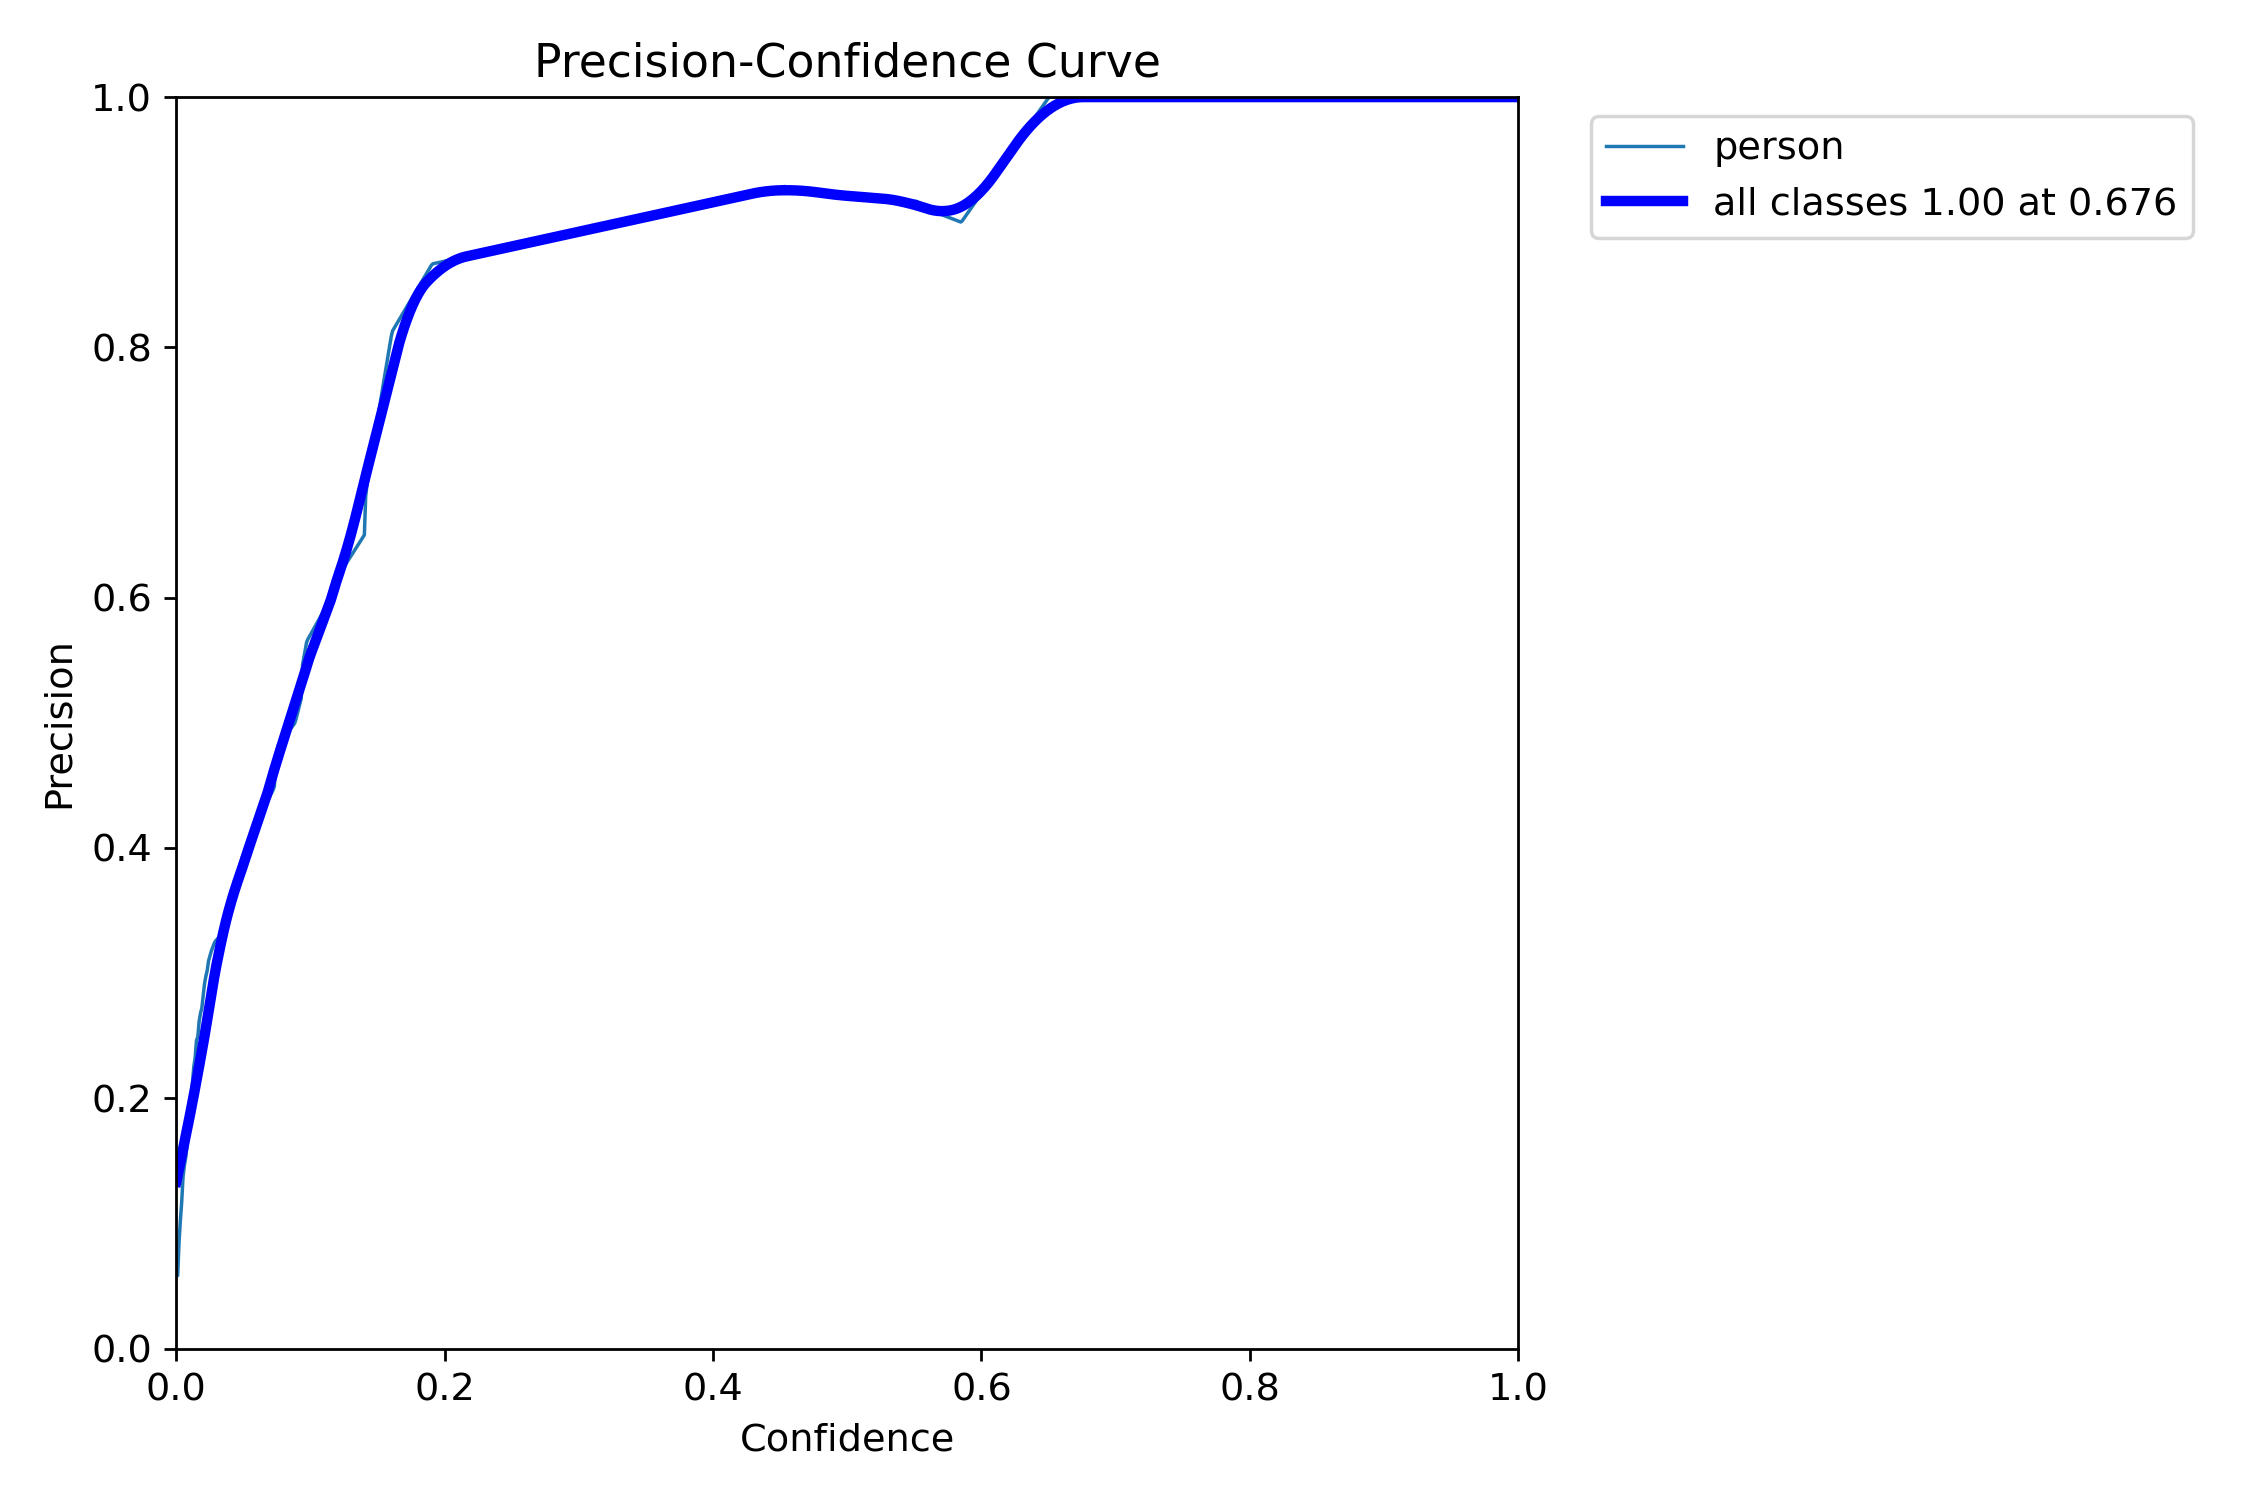 Precision-Confidence Curve
1.0
0.8
0.6
0.4
0.2
0.0
Precision
0.0 0.2 0.4 0.6 0.8 1.0
Confidence
person
all classes 1.00 at 0.676